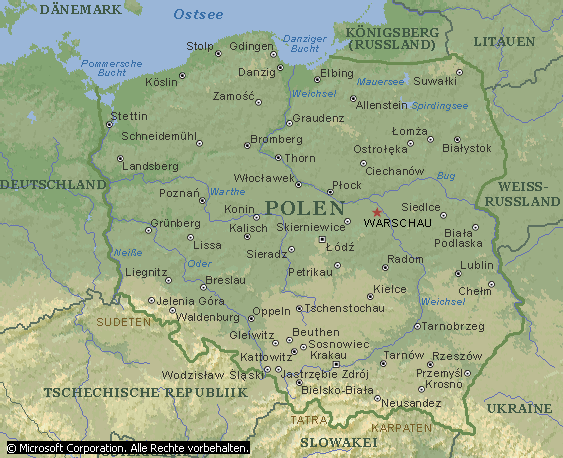 DÄNEMARK
Ostsee
KÖNIGSBERG
(RUSSLAND)
LITAUEN
Danziger
Bucht
Gdingen
Stolp
Danzig
Pommersche
Bucht
Köslin
Elbing
Mauersee
Suwałki
Zamość
Weichsel
Allenstein
Spirdingsee
Stettin
Graudenz
Schneidemühl
Łomża
Bromberg
Ostrołęka
Białystok
Landsberg
Thorn
Ciechanów
DEUTSCHLAND
Włocławek
Bug
Poznań
Warthe
Płock
WEISS-
RUSSLAND
Konin
POLEN
Siedlce
Grünberg
Kalisch
Skierniewice
WARSCHAU
Biała
Podlaska
Lissa
Neiße
Sieradz
Łódź
Oder
Petrikau
Radom
Lublin
Liegnitz
Breslau
Chełm
Kielce
Weichsel
Jelenia Góra
Waldenburg
Oppeln
Tschenstochau
SUDETEN
Tarnobrzeg
Gleiwitz
Beuthen
Sosnowiec
Kattowitz
Krakau
Tarnów
Rzeszów
Wodzisław Śląski
Jastrzębie Zdrój
Przemyśl
Bielsko-Biała
Krosno
TSCHECHISCHE REPUBLIK
Neusandez
UKRAINE
TATRA
KARPATEN
SLOWAKEI
© Microsoft Corporation. Alle Rechte vorbehalten.